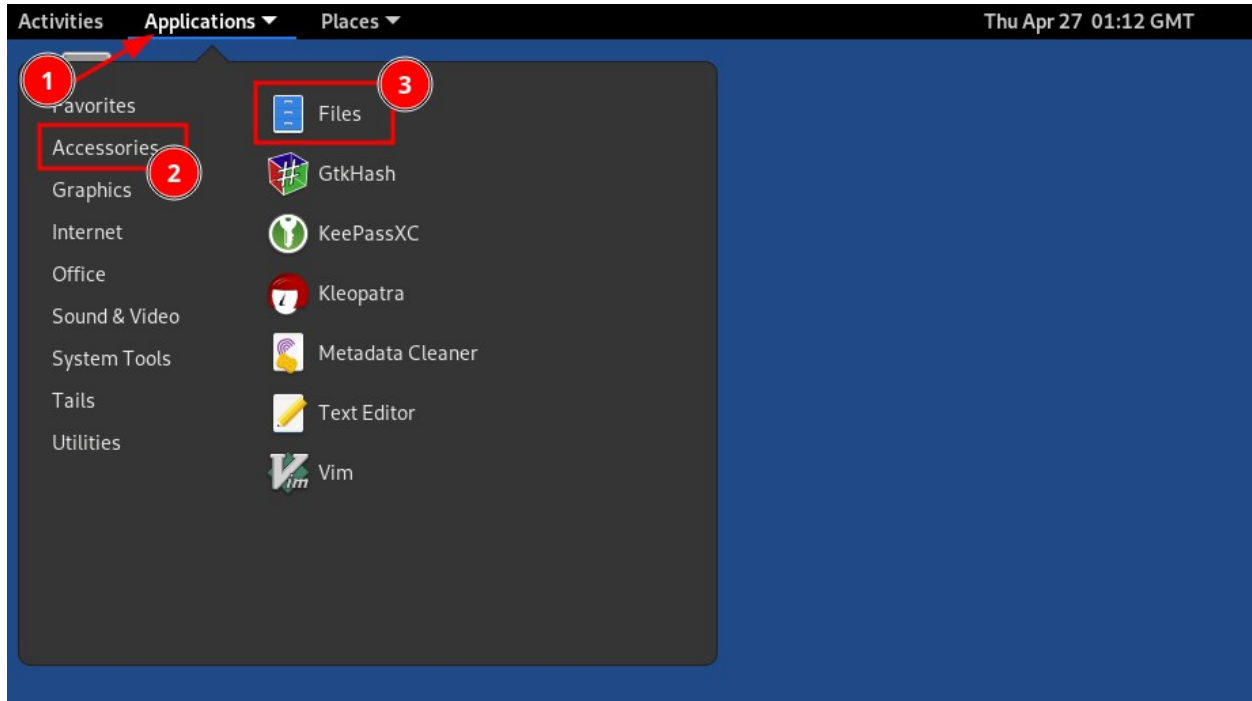 Activities Applications Places Thu Apr 27 01:12 GMT
1
3
Favorites
Files
Accessories
2
GtkHash
Graphics
Internet
KeePassXC
Office
Kleopatra
Sound & Video
System Tools
Metadata Cleaner
Tails
Text Editor
Utilities
Vim